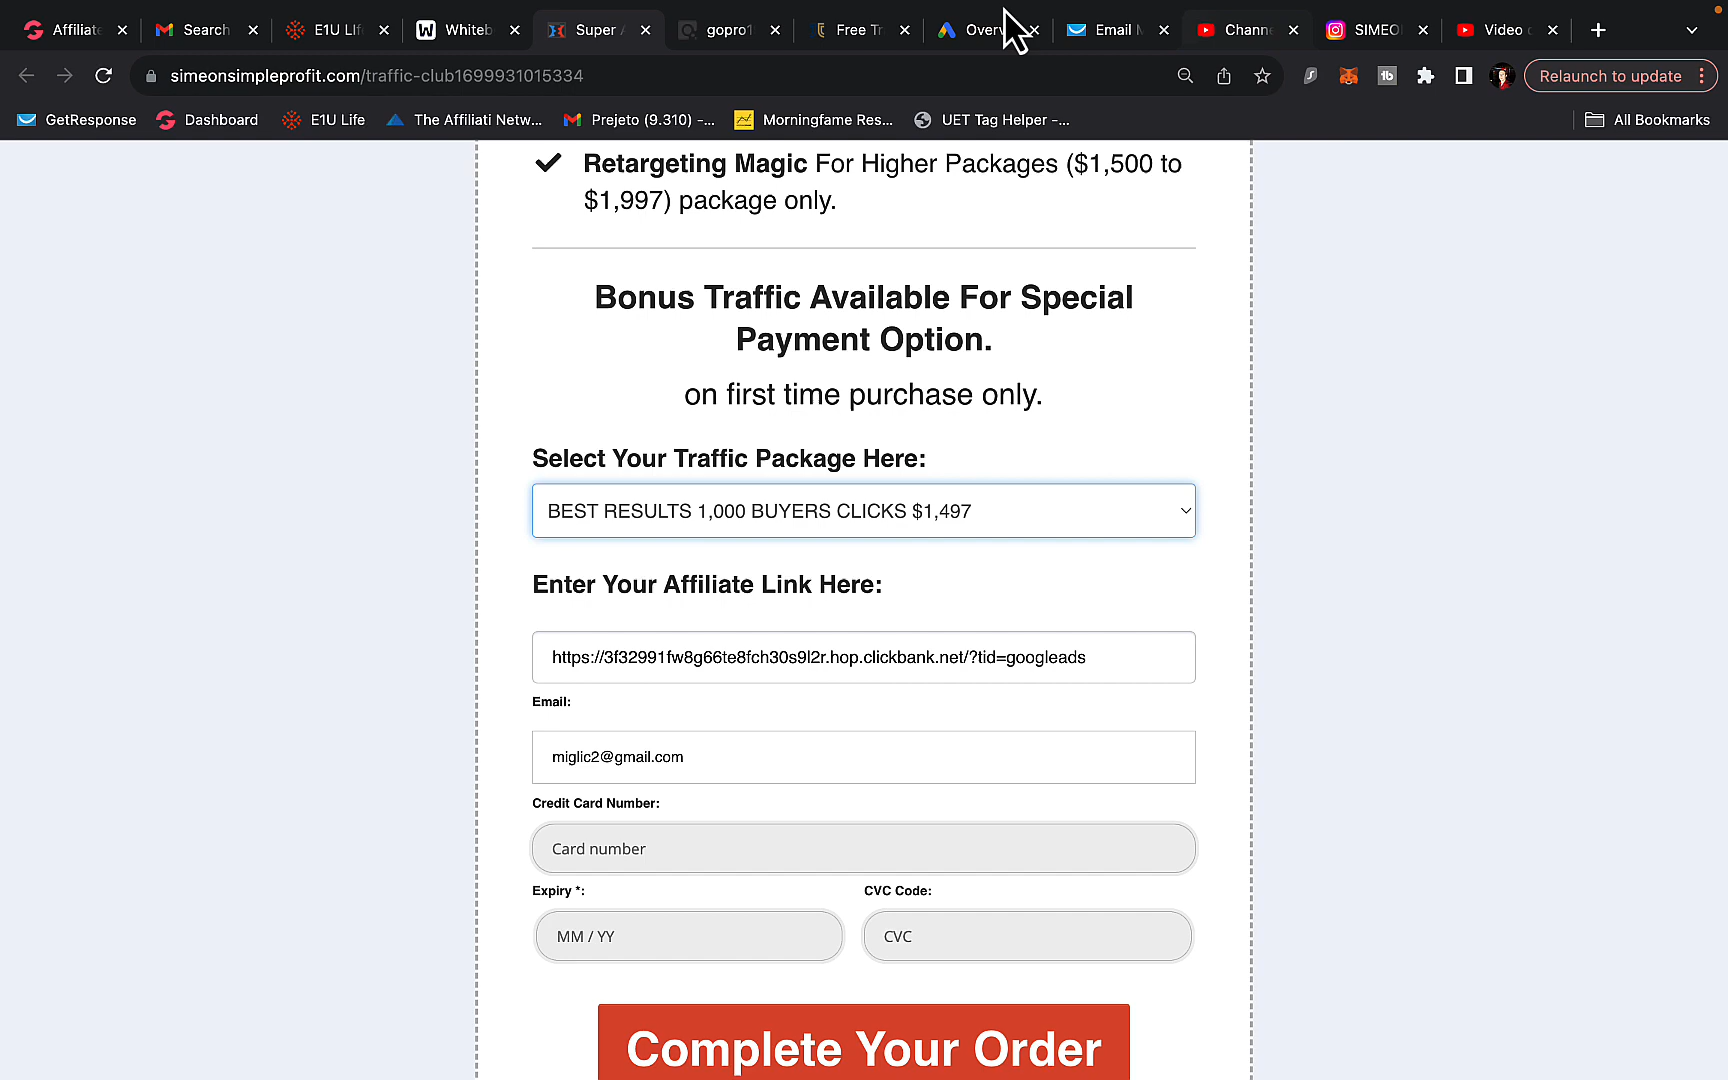 Affiliate
Search
E1U LIf
Whiteb
Super
gopro1
Free Tr
Overv
Email M
Chann
SIMEO
Video
simeonsimpleprofit.com/traffic-club1699931015334
Relaunch to update
GetResponse
Dashboard
E1U Life
The Affiliati Netw...
Prejeto (9.310) -...
Morningfame Res...
UET Tag Helper -...
All Bookmarks
Retargeting Magic For Higher Packages ($1,500 to
$1,997) package only.
Bonus Traffic Available For Special
Payment Option.
on first time purchase only.
Select Your Traffic Package Here:
BEST RESULTS 1,000 BUYERS CLICKS $1,497
Enter Your Affiliate Link Here:
https://3f32991fw8g66te8fch30s9l2r.hop.clickbank.net/?tid=googleads
Email:
miglic2@gmail.com
Credit Card Number:
Card number
Expiry *:
CVC Code:
MM / YY
CVC
Complete Your Order